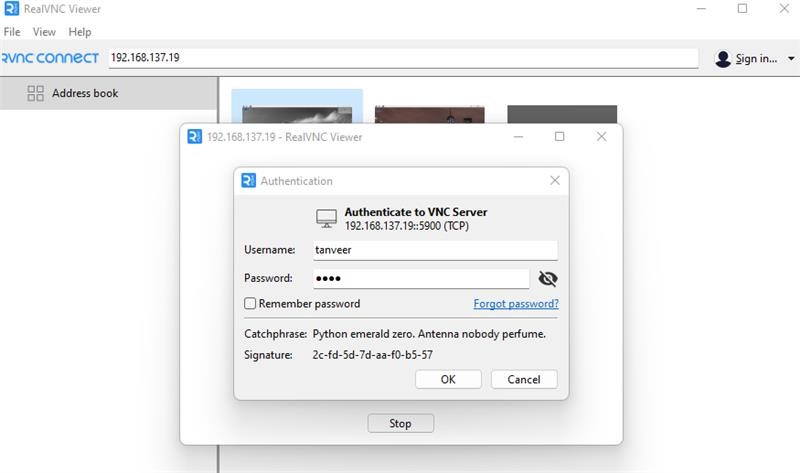 RealVNC Viewer
File View Help
RVNC CONNECT 192.168.137.19 Sign in...
Address book
192.168.137.19 - RealVNC Viewer
Authentication
Authenticate to VNC Server
192.168.137.19::5900 (TCP)
Username: tanveer
Password: ••••
Remember password Forgot password?
Catchphrase: Python emerald zero. Antenna nobody perfume.
Signature: 2c-fd-5d-7d-aa-f0-b5-57
OK Cancel
Stop